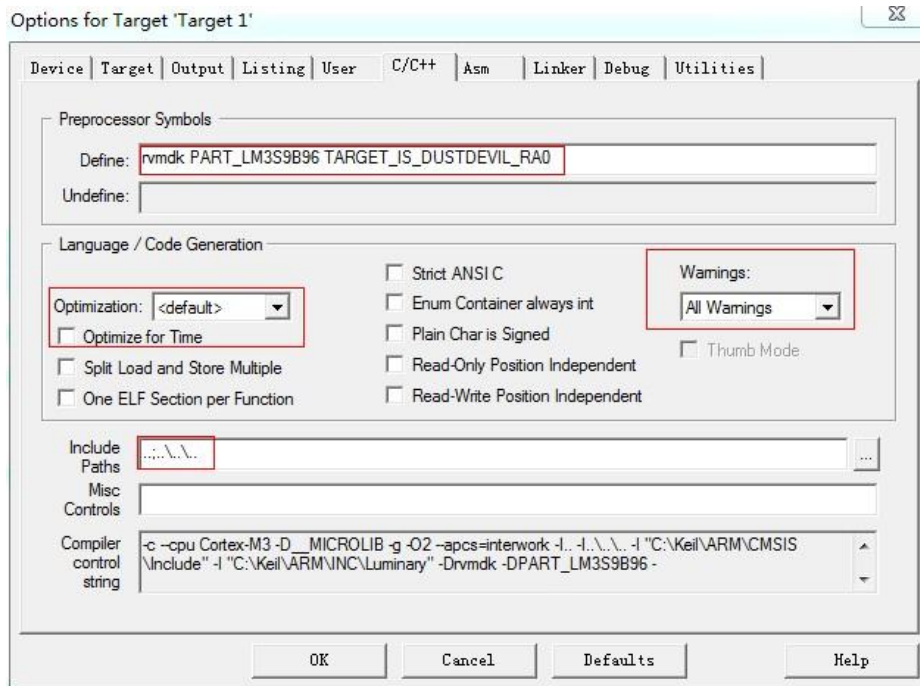 Options for Target 'Target 1'
Device Target Output Listing User C/C++ Asm Linker Debug Utilities
Preprocessor Symbols
Define: rvmdk PART_LM3S9B96 TARGET_IS_DUSTDEVIL_RA0
Undefine:
Language / Code Generation
Optimization: <default>
Optimize for Time
Split Load and Store Multiple
One ELF Section per Function
Strict ANSI C
Enum Container always int
Plain Char is Signed
Read-Only Position Independent
Read-Write Position Independent
Warnings:
All Warnings
Thumb Mode
Include Paths ..;..\..\.. ...
Misc Controls
Compiler control string
-c --cpu Cortex-M3 -D__MICROLIB -g -O2 --apcs=interwork -I.. -I..\..\.. -I "C:\Keil\ARM\CMSIS
\Include" -I "C:\Keil\ARM\INC\Luminary" -Drvmdk -DPART_LM3S9B96 -
OK Cancel Defaults Help